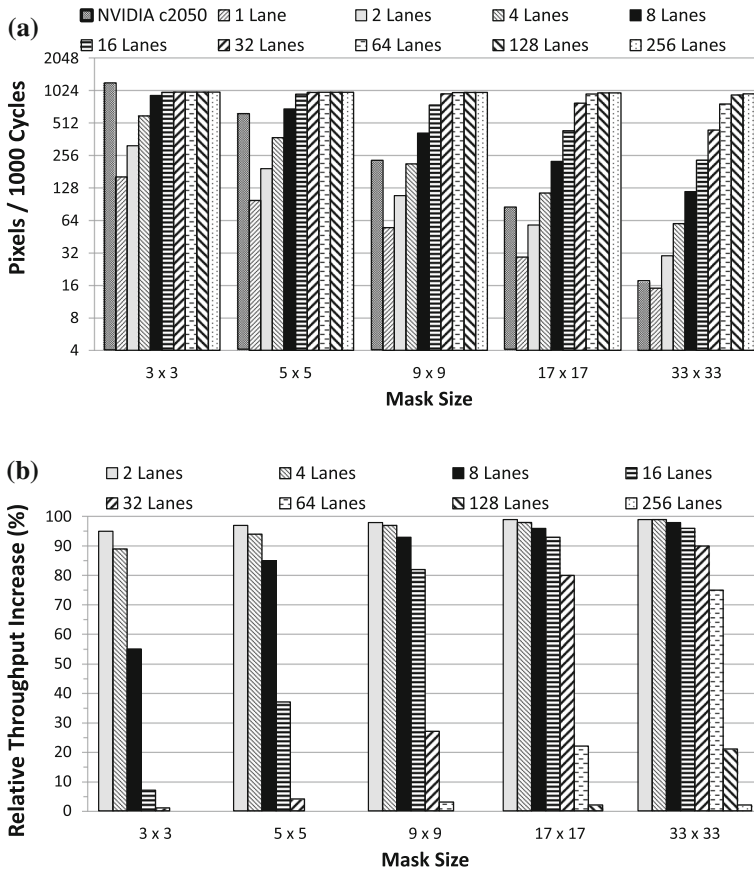 (a)
NVIDIA c2050 1 Lane 2 Lanes 4 Lanes 8 Lanes
16 Lanes 32 Lanes 64 Lanes 128 Lanes 256 Lanes
Pixels / 1000 Cycles
2048
1024
512
256
128
64
32
16
8
4
3 x 3 5 x 5 9 x 9 17 x 17 33 x 33
Mask Size
(b)
2 Lanes 4 Lanes 8 Lanes 16 Lanes
32 Lanes 64 Lanes 128 Lanes 256 Lanes
Relative Throughput Increase (%)
100
90
80
70
60
50
40
30
20
10
0
3 x 3 5 x 5 9 x 9 17 x 17 33 x 33
Mask Size